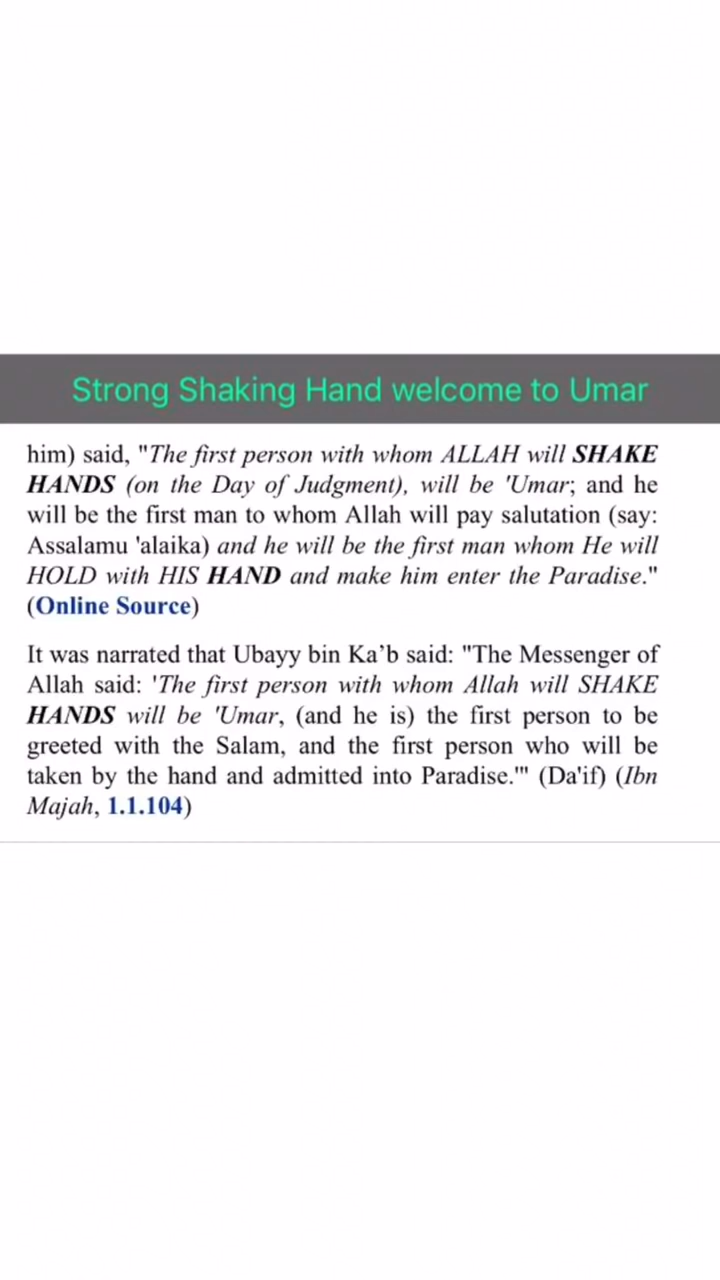 Strong Shaking Hand welcome to Umar
him) said, "The first person with whom ALLAH will SHAKE
HANDS (on the Day of Judgment), will be 'Umar; and he
will be the first man to whom Allah will pay salutation (say:
Assalamu 'alaika) and he will be the first man whom He will
HOLD with HIS HAND and make him enter the Paradise."
(Online Source)
It was narrated that Ubayy bin Ka’b said: "The Messenger of
Allah said: 'The first person with whom Allah will SHAKE
HANDS will be 'Umar, (and he is) the first person to be
greeted with the Salam, and the first person who will be
taken by the hand and admitted into Paradise.'" (Da'if) (Ibn
Majah, 1.1.104)